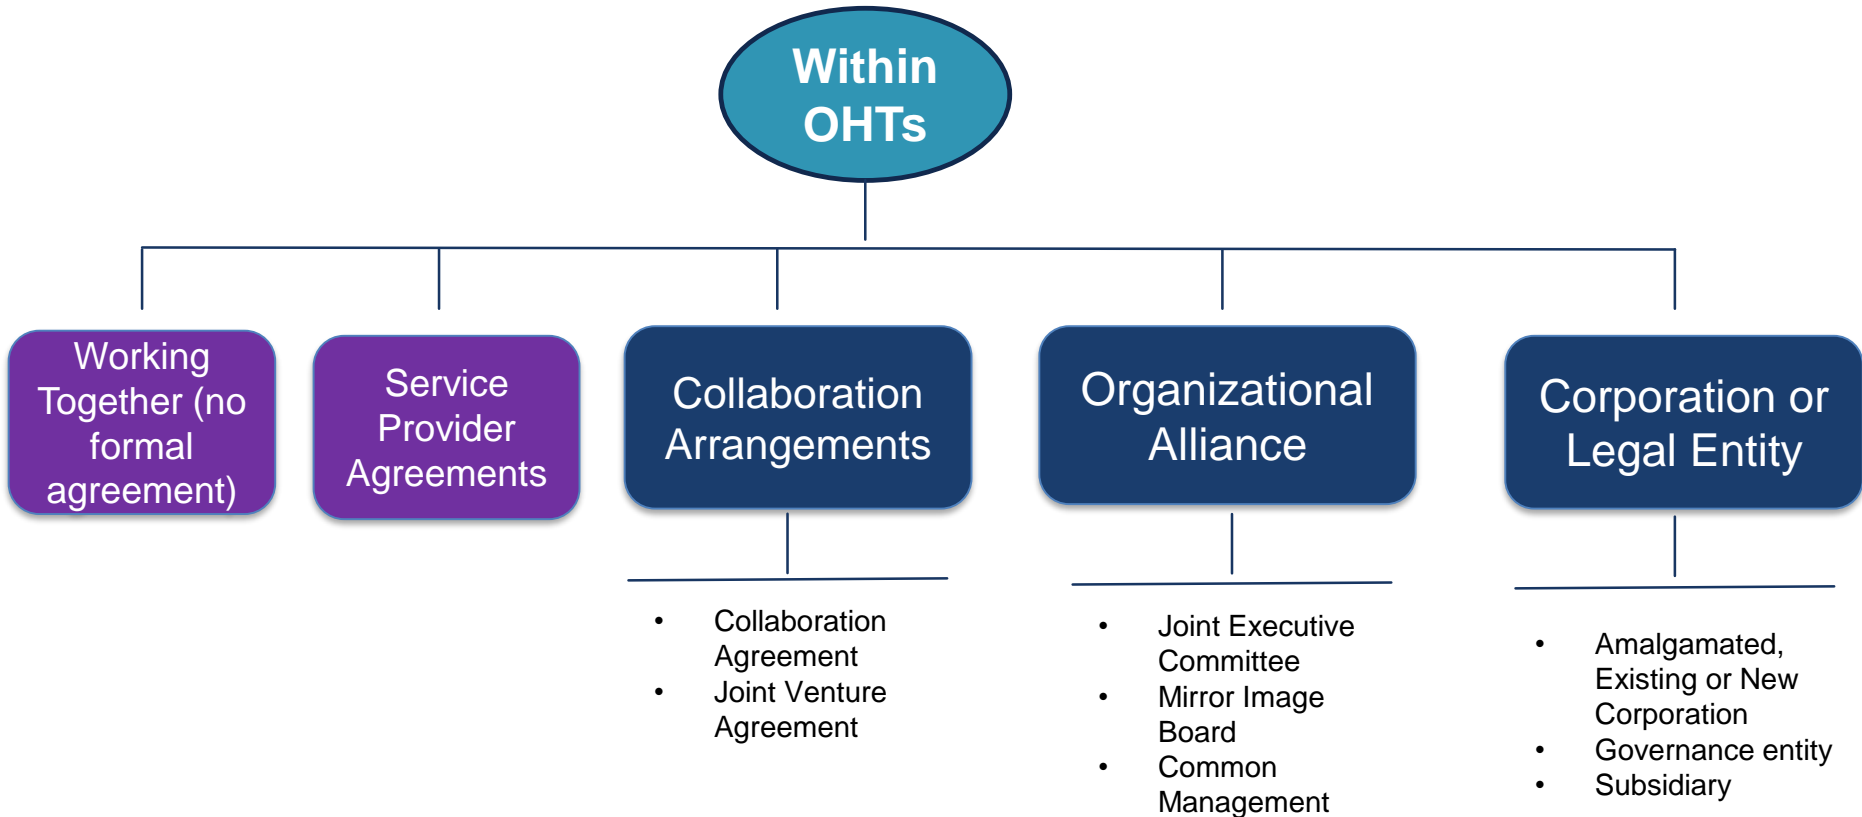 Within
OHTs
Working
Together (no
formal
agreement)
Service
Provider
Agreements
Collaboration
Arrangements
Organizational
Alliance
Corporation or
Legal Entity
• Collaboration
Agreement
• Joint Venture
Agreement
• Joint Executive
Committee
• Mirror Image
Board
• Common
Management
• Amalgamated,
Existing or New
Corporation
• Governance entity
• Subsidiary